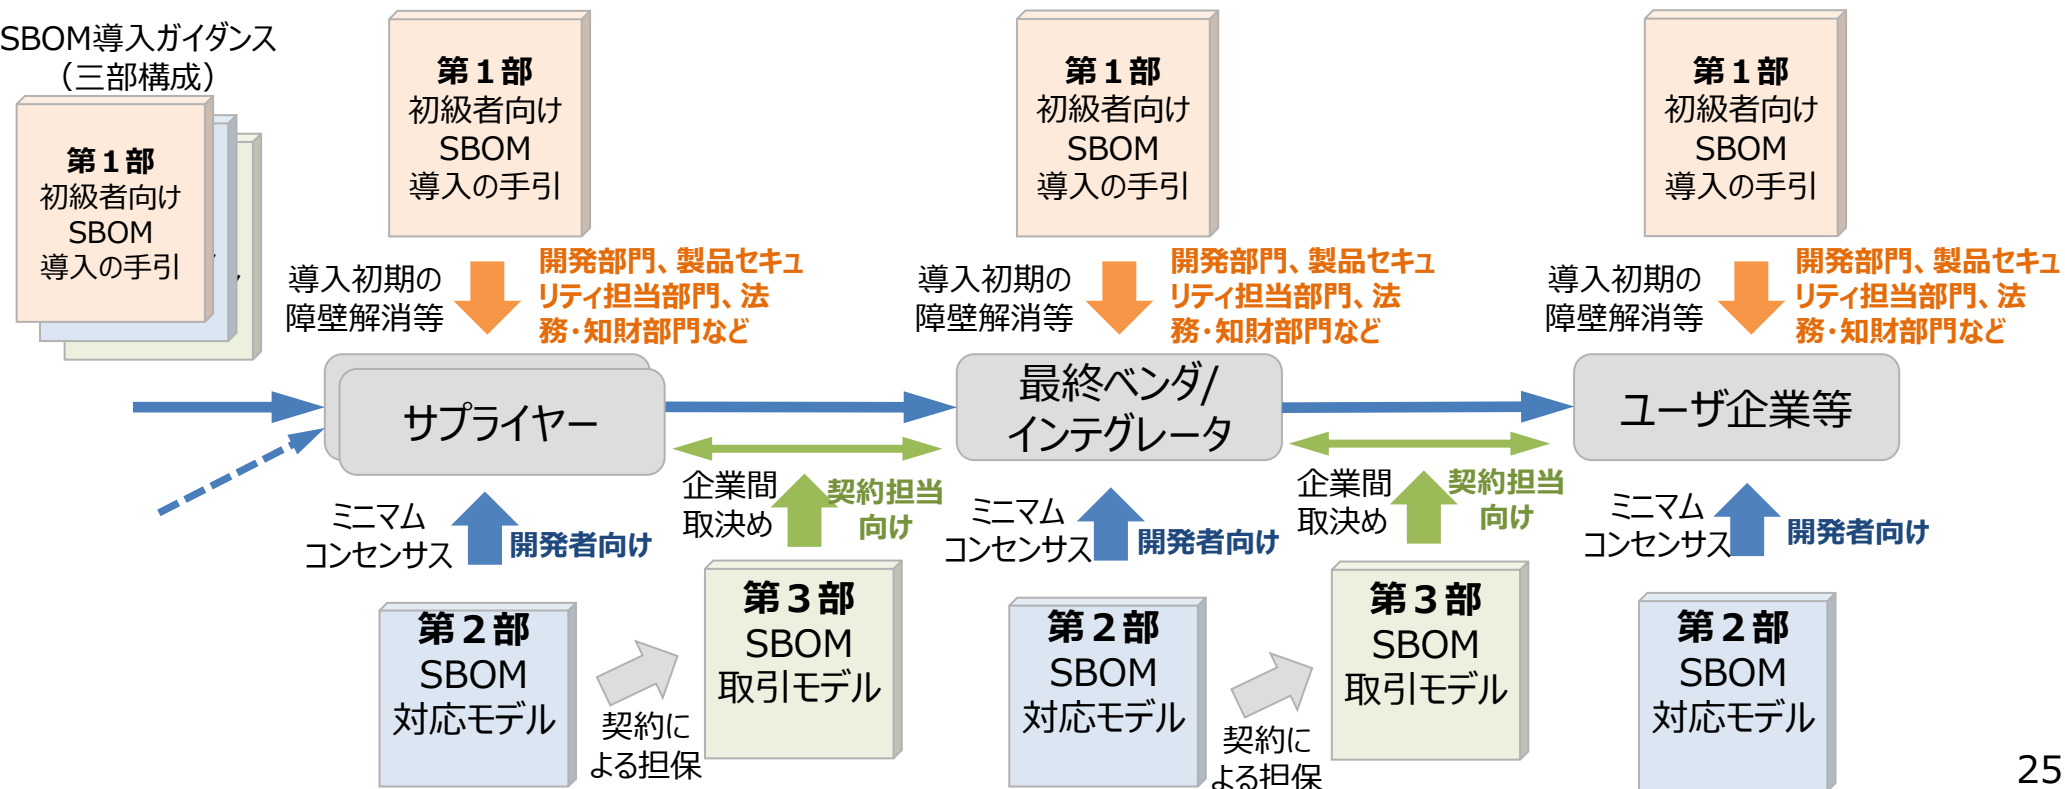 SBOM導入ガイダンス
（三部構成）
第１部
初級者向け
SBOM
導入の手引
第１部
初級者向け
SBOM
導入の手引
導入初期の
障壁解消等
開発部門、製品セキュ
リティ担当部門、法
務・知財部門など
第１部
初級者向け
SBOM
導入の手引
導入初期の
障壁解消等
開発部門、製品セキュ
リティ担当部門、法
務・知財部門など
第１部
初級者向け
SBOM
導入の手引
導入初期の
障壁解消等
開発部門、製品セキュ
リティ担当部門、法
務・知財部門など
サプライヤー
最終ベンダ/
インテグレータ
ユーザ企業等
ミニマム
コンセンサス
開発者向け
企業間
取決め
契約担当
向け
ミニマム
コンセンサス
開発者向け
企業間
取決め
契約担当
向け
ミニマム
コンセンサス
開発者向け
第２部
SBOM
対応モデル
契約に
よる担保
第３部
SBOM
取引モデル
第２部
SBOM
対応モデル
契約に
よる担保
第３部
SBOM
取引モデル
第２部
SBOM
対応モデル
25